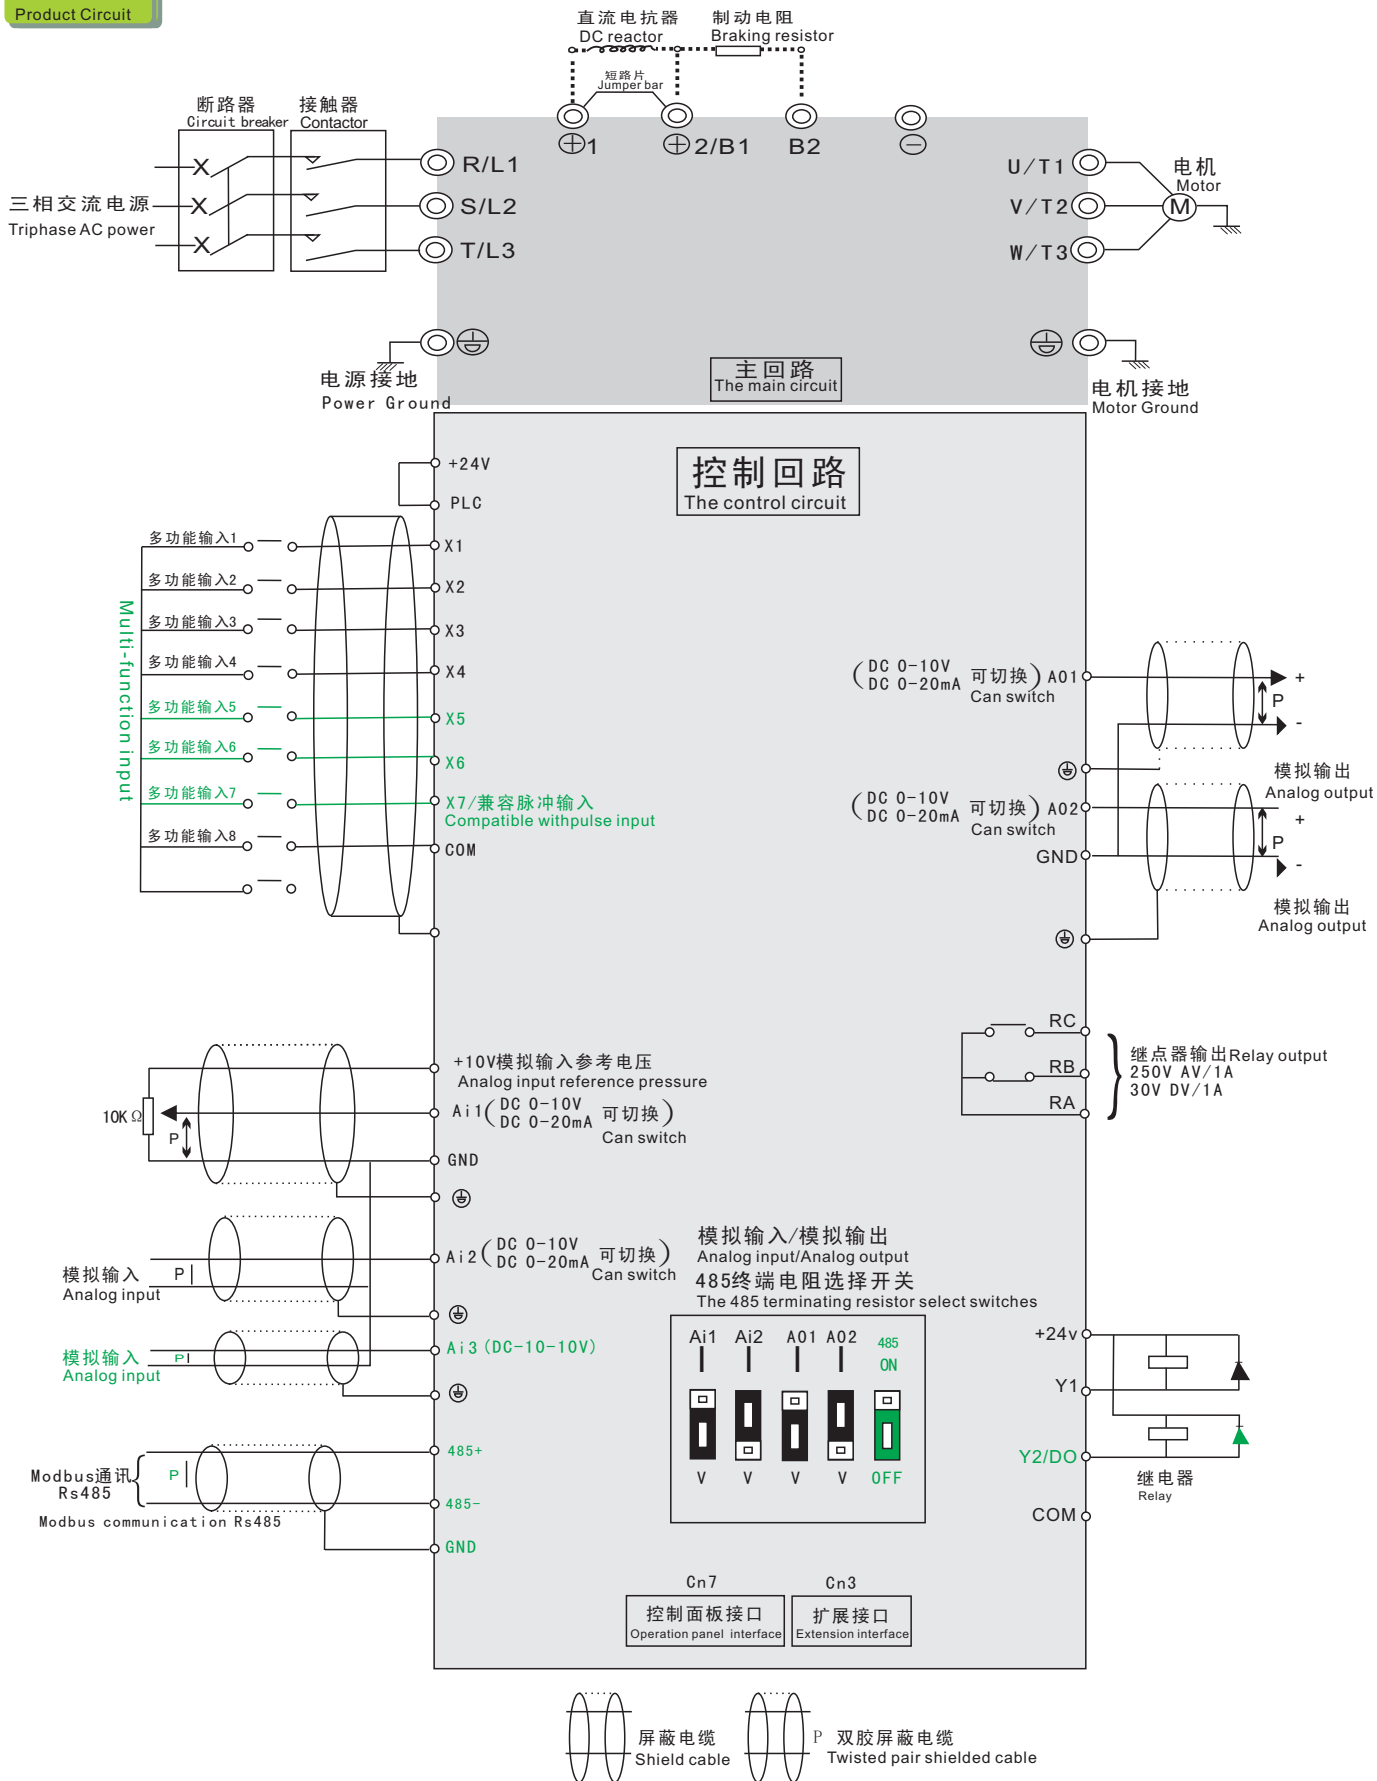 Product Circuit
直流电抗器
DC reactor
制动电阻
Braking resistor
短路片
Jumper bar
断路器
Circuit breaker
接触器
Contactor
1
2/B1
B2
R/L1
S/L2
T/L3
三相交流电源
Triphase AC power
U/T1
V/T2
W/T3
电机
Motor
M
电源接地
Power Ground
主回路
The main circuit
电机接地
Motor Ground
控制回路
The control circuit
+24V
PLC
多功能输入1
X1
多功能输入2
X2
多功能输入3
X3
多功能输入4
X4
多功能输入5
X5
多功能输入6
X6
多功能输入7
X7/兼容脉冲输入
Compatible withpulse input
多功能输入8
COM
Multi-function input
(DC 0-10V
DC 0-20mA 可切换) A01
Can switch
+
P
-
模拟输出
Analog output
(DC 0-10V
DC 0-20mA 可切换) A02
Can switch
GND
+
P
-
模拟输出
Analog output
RC
RB
RA
继点器输出Relay output
250V AV/1A
30V DV/1A
+10V模拟输入参考电压
Analog input reference pressure
10KΩ
P
Ai1(DC 0-10V
DC 0-20mA 可切换)
Can switch
GND
Ai2(DC 0-10V
DC 0-20mA 可切换)
Can switch
模拟输入
Analog input
P
Ai3(DC-10-10V)
模拟输入
Analog input
P
485+
Modbus通讯
Rs485
P
485-
Modbus communication Rs485
GND
模拟输入/模拟输出
Analog input/Analog output
485终端电阻选择开关
The 485 terminating resistor select switches
Ai1 Ai2 A01 A02 485
ON
V V V V OFF
+24v
Y1
Y2/DO
COM
继电器
Relay
Cn7
控制面板接口
Operation panel interface
Cn3
扩展接口
Extension interface
屏蔽电缆
Shield cable
P 双胶屏蔽电缆
Twisted pair shielded cable